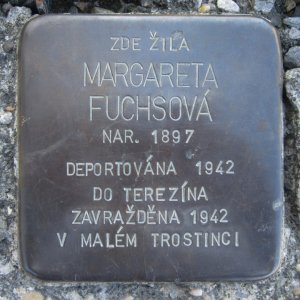 ZDE ŽILA
MARGARETA
FUCHSOVÁ
NAR. 1897
DEPORTOVÁNA 1942
DO TEREZÍNA
ZAVRAŽDĚNA 1942
V MALÉM TROSTINCI